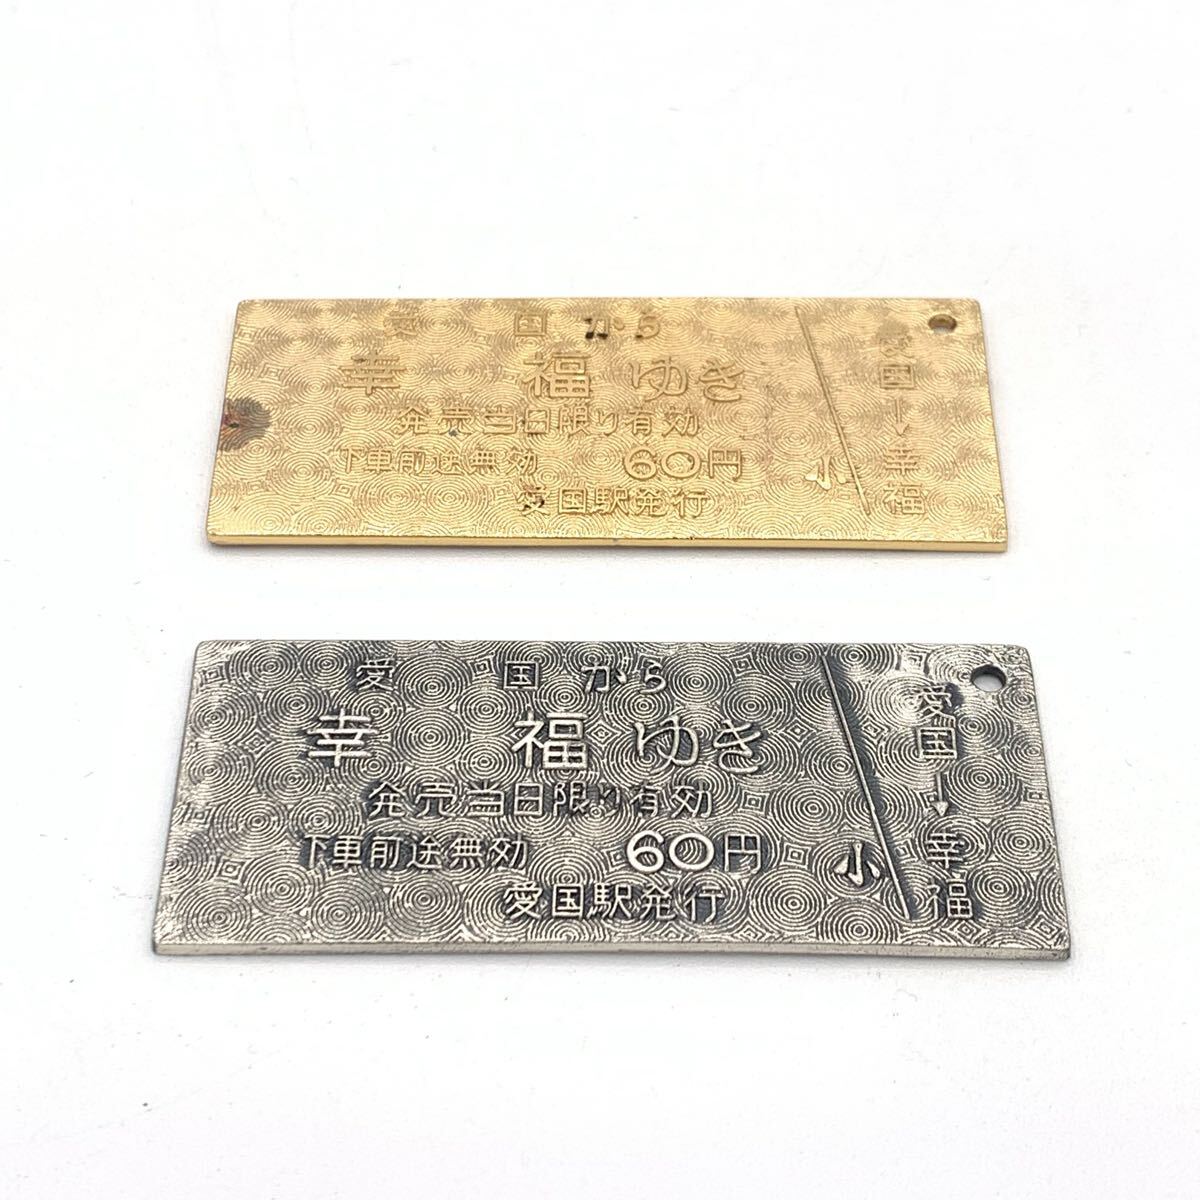 愛 国 から
幸 福 ゆき
発売当日限り有効
下車前途無効 60円
愛国駅発行
小
愛国→幸福
愛 国 から
幸 福 ゆき
発売当日限り有効
下車前途無効 60円
愛国駅発行
小
愛国→幸福